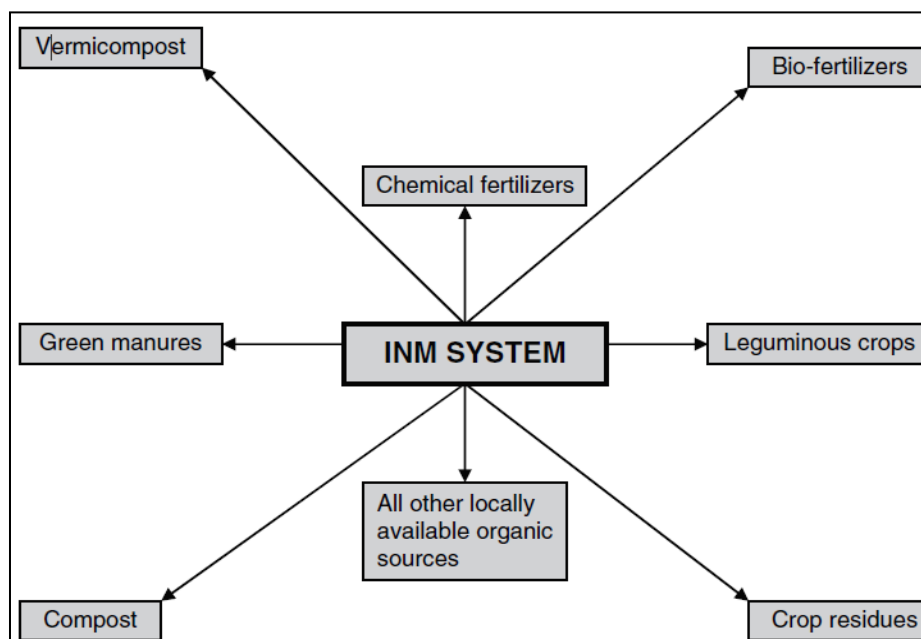 Vermicompost
Bio-fertilizers
Chemical fertilizers
Green manures
INM SYSTEM
Leguminous crops
All other locally
available organic
sources
Compost
Crop residues